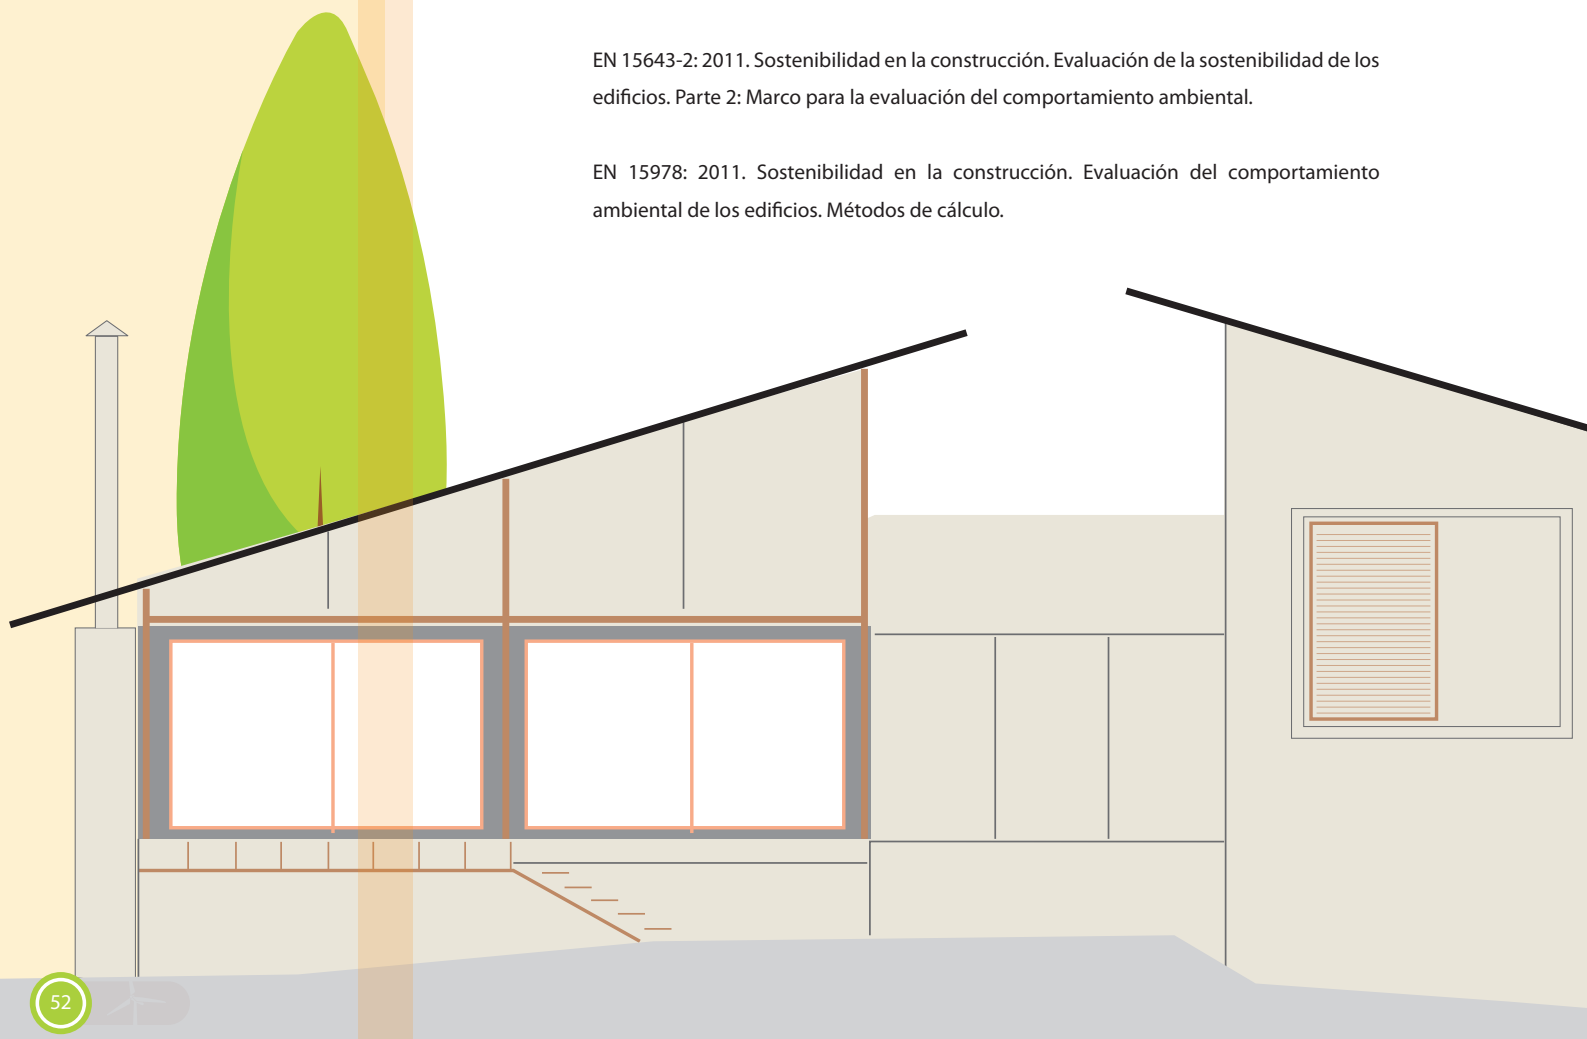 EN 15643-2: 2011. Sostenibilidad en la construcción. Evaluación de la sostenibilidad de los
edificios. Parte 2: Marco para la evaluación del comportamiento ambiental.
EN 15978: 2011. Sostenibilidad en la construcción. Evaluación del comportamiento
ambiental de los edificios. Métodos de cálculo.
52